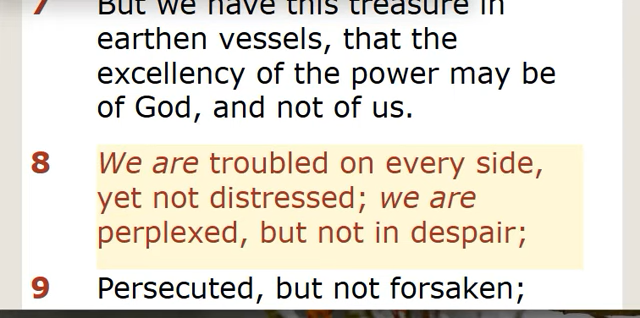 7 But we have this treasure in
earthen vessels, that the
excellency of the power may be
of God, and not of us.
8 We are troubled on every side,
yet not distressed; we are
perplexed, but not in despair;
9 Persecuted, but not forsaken;